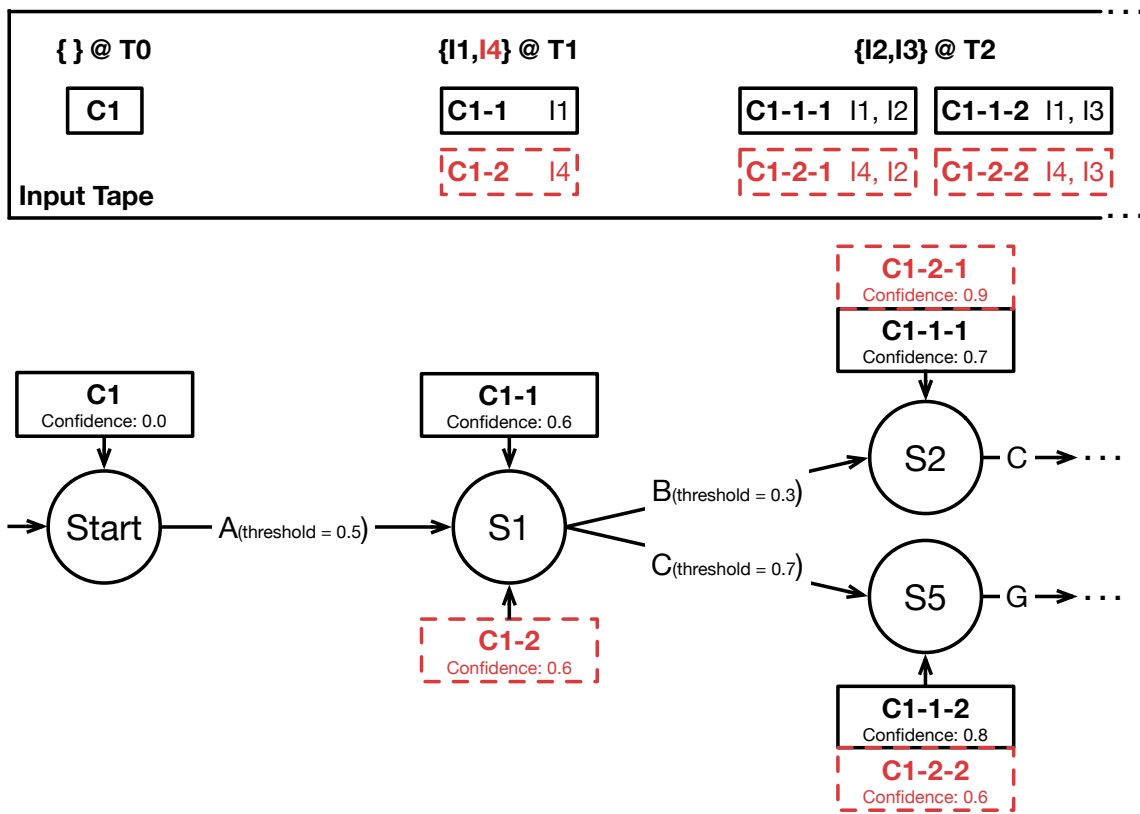 { } @ T0
{I1,I4} @ T1
{I2,I3} @ T2
C1
C1-1 I1
C1-1-1 I1, I2
C1-1-2 I1, I3
C1-2 I4
C1-2-1 I4, I2
C1-2-2 I4, I3
Input Tape
C1-2-1
Confidence: 0.9
C1-1-1
Confidence: 0.7
C1
Confidence: 0.0
C1-1
Confidence: 0.6
S2
C
B(threshold = 0.3)
Start
A(threshold = 0.5)
S1
C(threshold = 0.7)
S5
G
C1-2
Confidence: 0.6
C1-1-2
Confidence: 0.8
C1-2-2
Confidence: 0.6